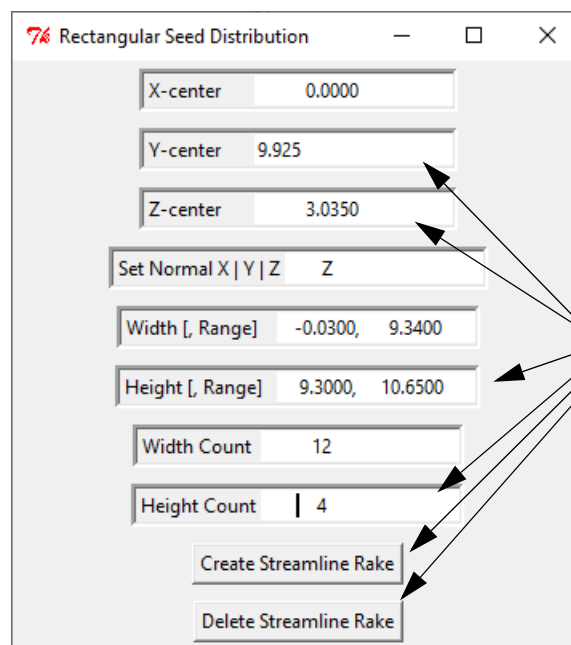 Rectangular Seed Distribution
X-center 0.0000
Y-center 9.925
Z-center 3.0350
Set Normal X | Y | Z Z
Width [, Range] -0.0300, 9.3400
Height [, Range] 9.3000, 10.6500
Width Count 12
Height Count 4
Create Streamline Rake
Delete Streamline Rake